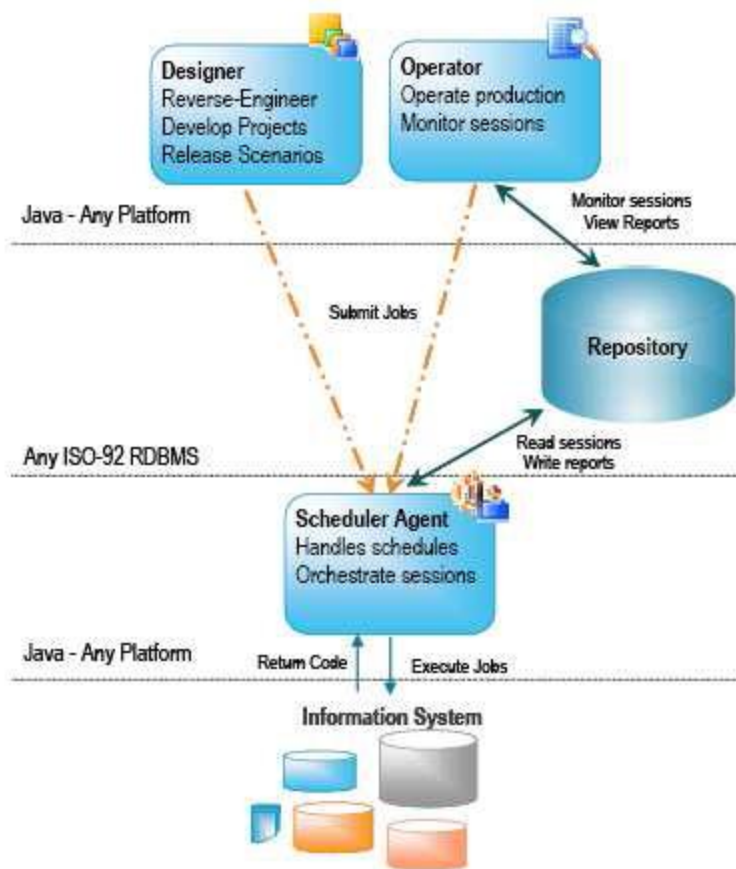 Designer
Reverse-Engineer
Develop Projects
Release Scenarios
Operator
Operate production
Monitor sessions
Java - Any Platform
Monitor sessions
View Reports
Submit Jobs
Repository
Any ISO-92 RDBMS
Read sessions
Write reports
Scheduler Agent
Handles schedules
Orchestrate sessions
Java - Any Platform
Return Code
Execute Jobs
Information System